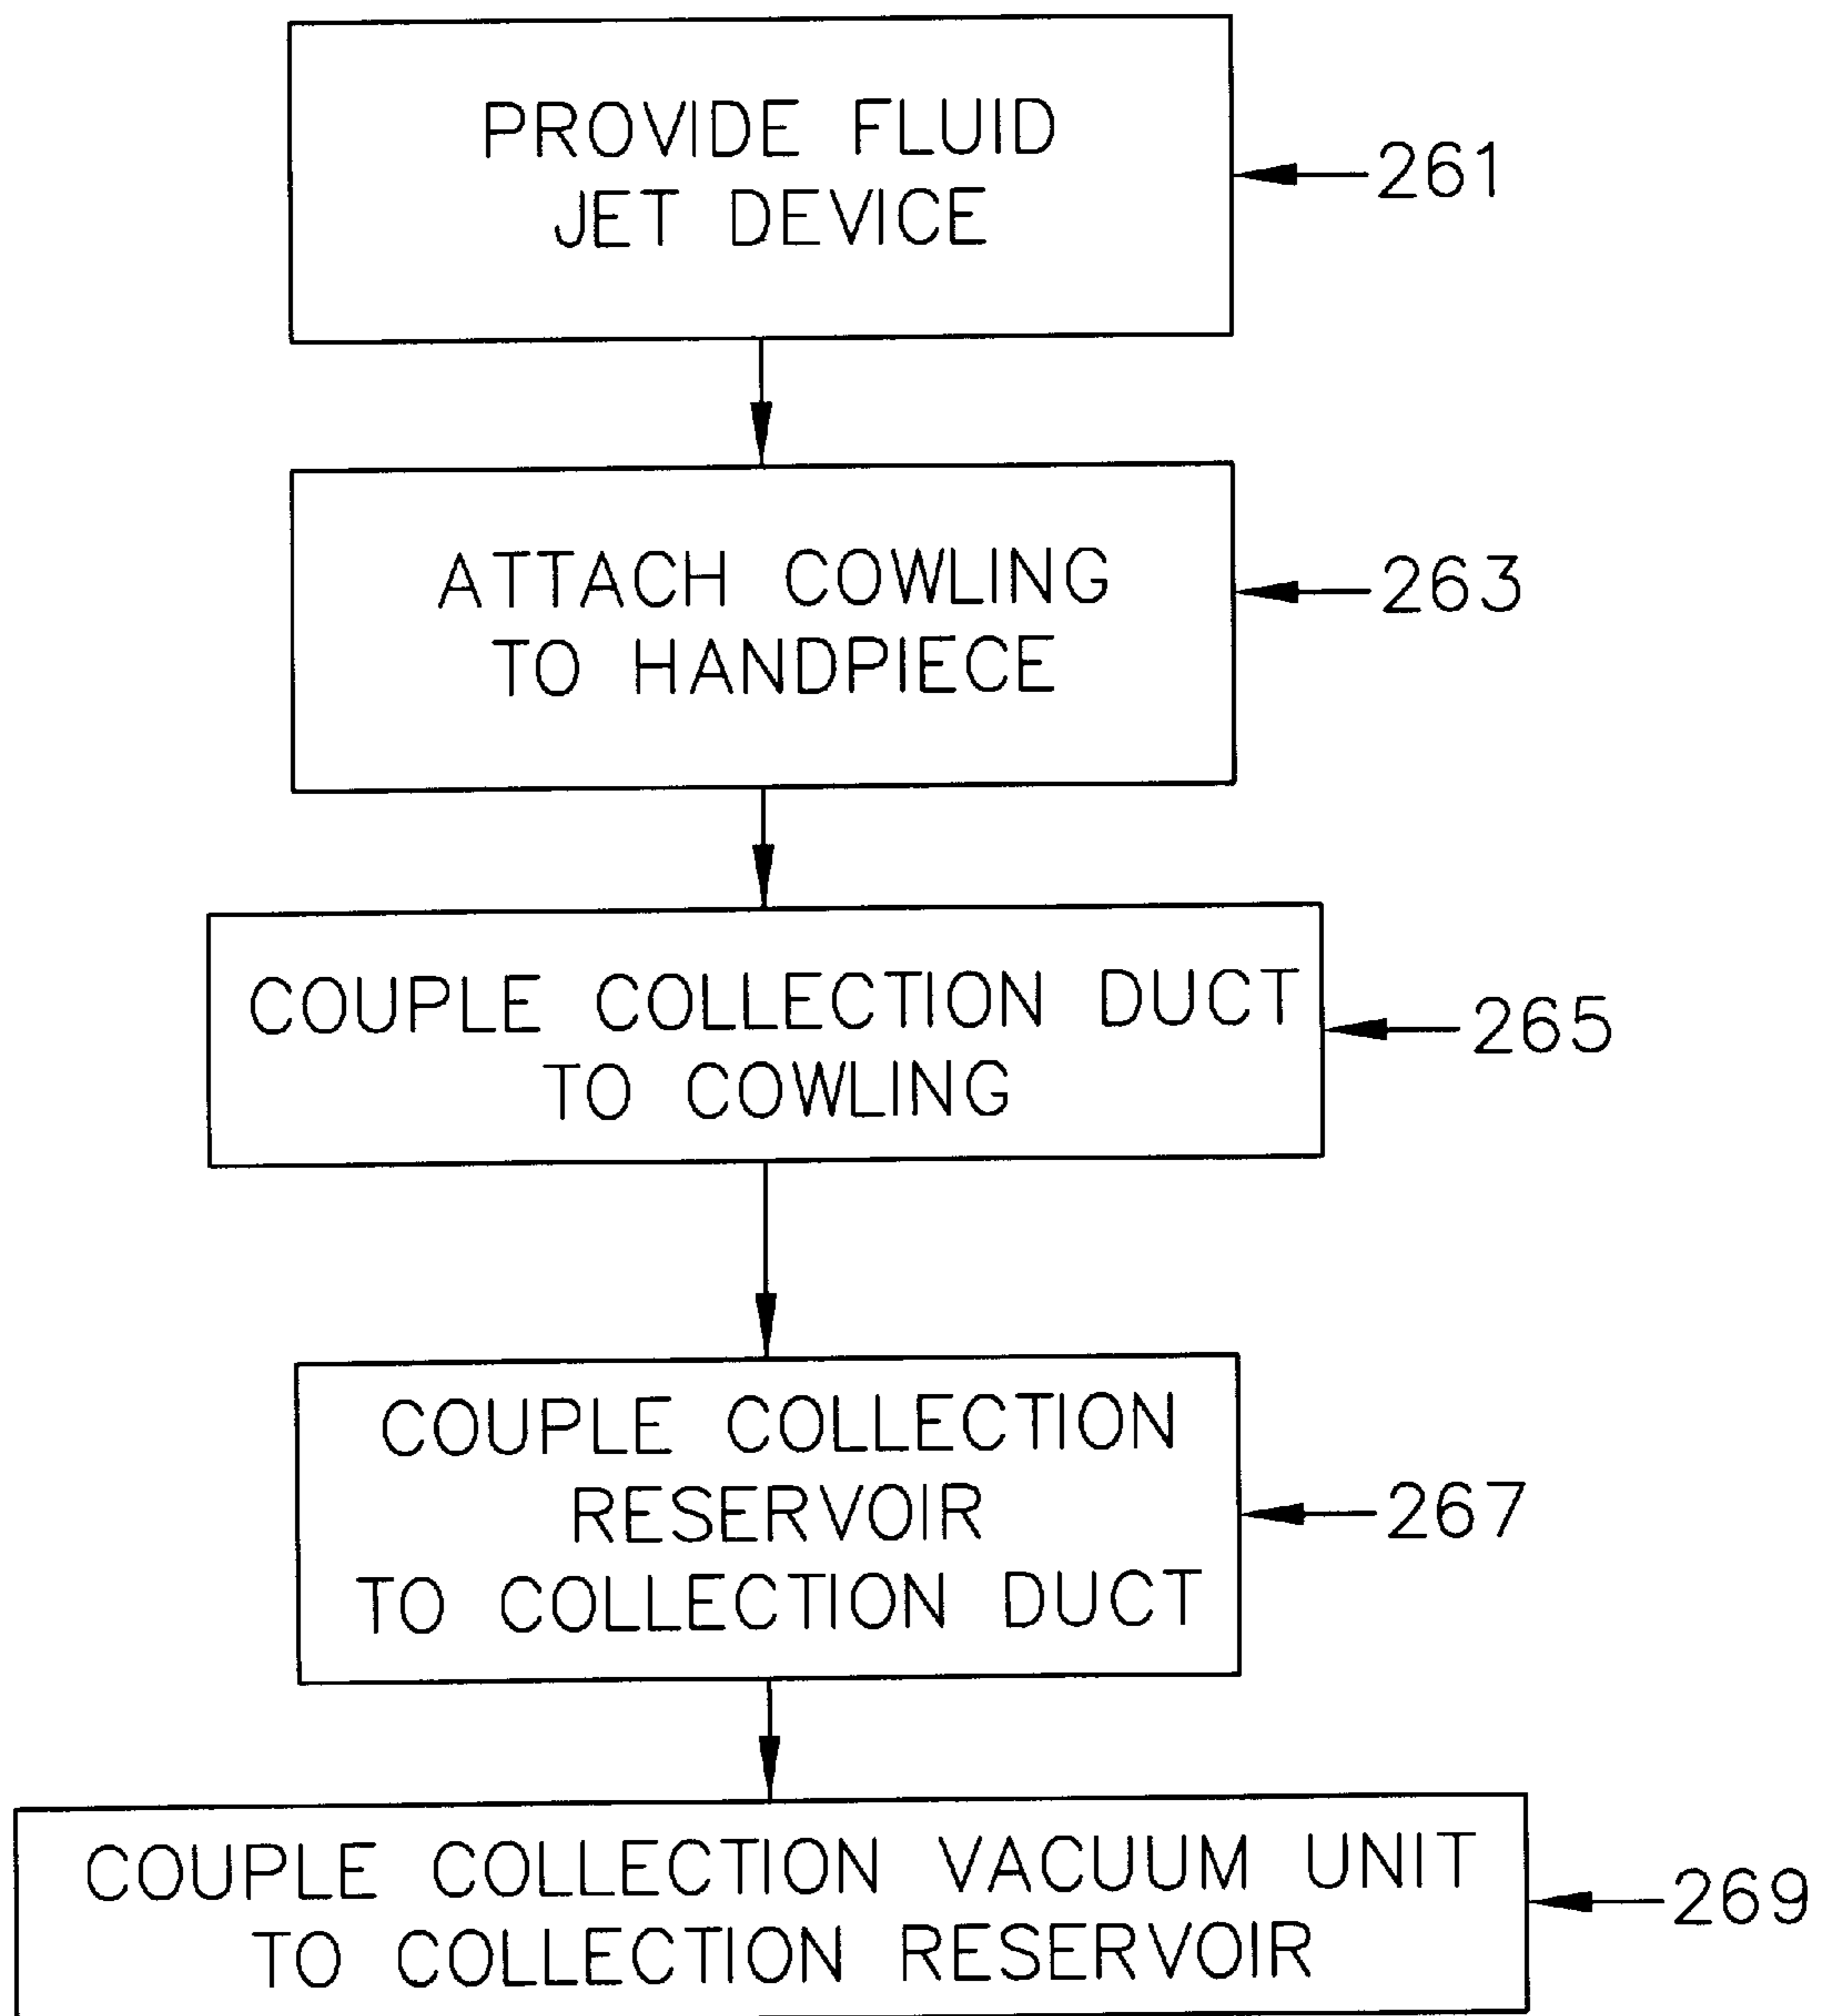 PROVIDE FLUID
JET DEVICE
261
ATTACH COWLING
TO HANDPIECE
263
COUPLE COLLECTION DUCT
TO COWLING
265
COUPLE COLLECTION
RESERVOIR
TO COLLECTION DUCT
267
COUPLE COLLECTION VACUUM UNIT
TO COLLECTION RESERVOIR
269